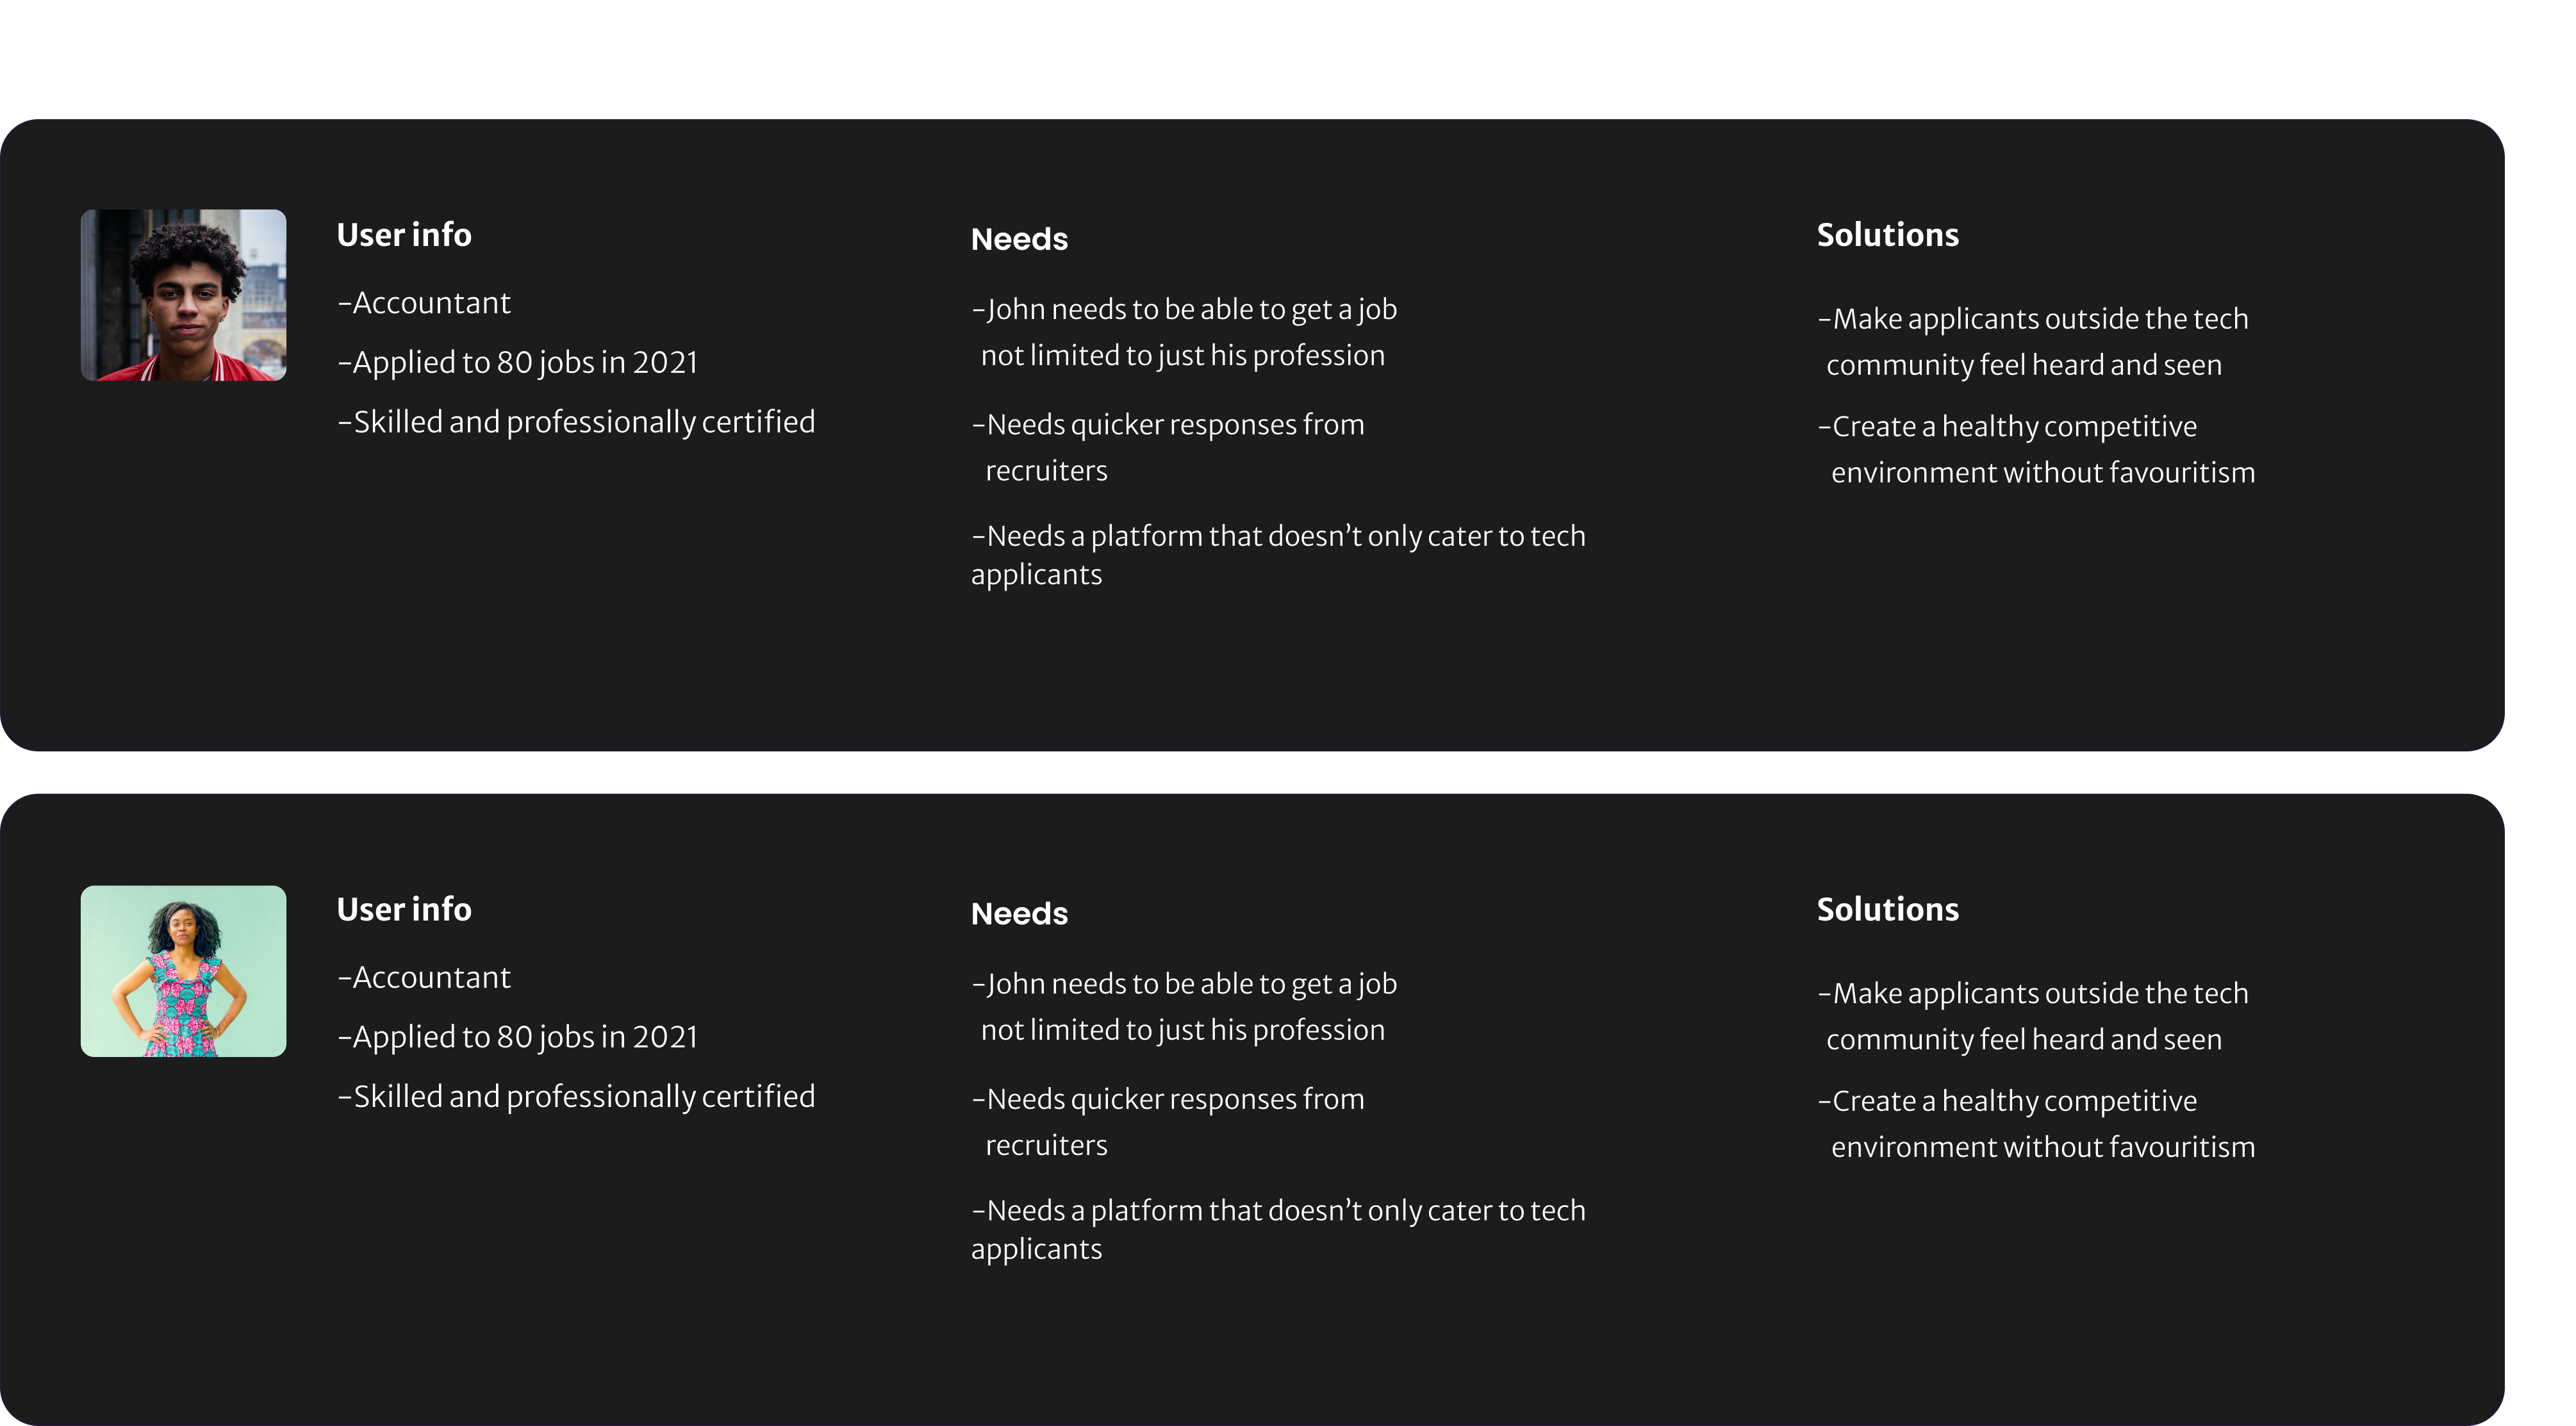 User info
-Accountant
-Applied to 80 jobs in 2021
-Skilled and professionally certified
Needs
-John needs to be able to get a job
not limited to just his profession
-Needs quicker responses from
recruiters
-Needs a platform that doesn’t only cater to tech
applicants
Solutions
-Make applicants outside the tech
community feel heard and seen
-Create a healthy competitive
environment without favouritism
User info
-Accountant
-Applied to 80 jobs in 2021
-Skilled and professionally certified
Needs
-John needs to be able to get a job
not limited to just his profession
-Needs quicker responses from
recruiters
-Needs a platform that doesn’t only cater to tech
applicants
Solutions
-Make applicants outside the tech
community feel heard and seen
-Create a healthy competitive
environment without favouritism